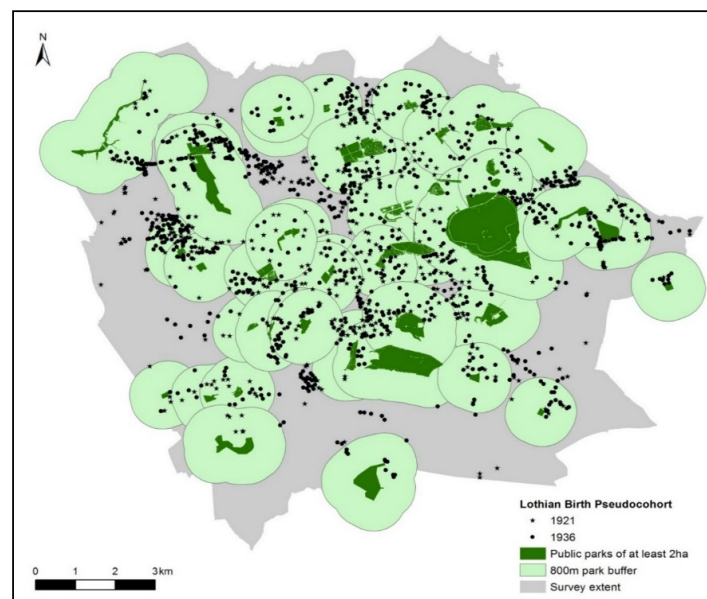 N
Lothian Birth Pseudocohort
1921
1936
Public parks of at least 2ha
800m park buffer
Survey extent
0 1 2 3km